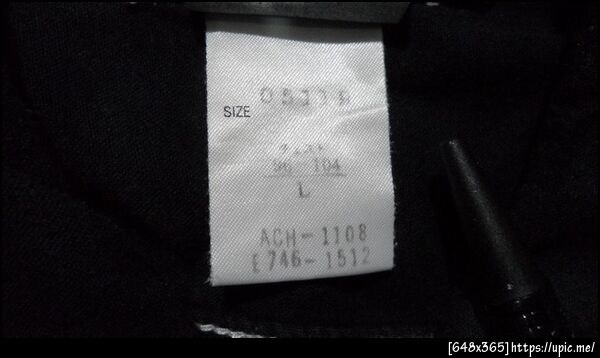 SIZE
96-104
L
ACH-1108
E746-1512
[648x365]https://upic.me/